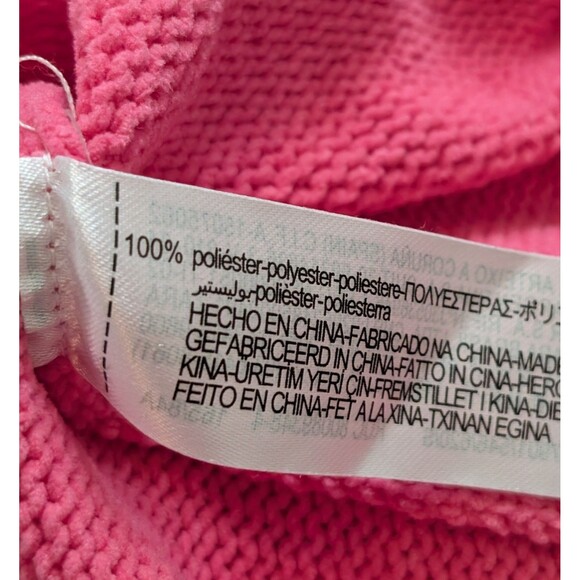 100% poliéster-polyester-poliestere-ΠΟΛΥΕΣΤΕΡΑΣ-ポリ
بوليستير-polièster-poliesterra
HECHO EN CHINA-FABRICADO NA CHINA-MADE
GEFABRICEERD IN CHINA-FATTO IN CINA-HERG
KINA-ÜRETİM YERİ ÇİN-FREMSTILLET I KINA-DIE
FEITO EN CHINA-FET A LA XINA-TXINAN EGINA